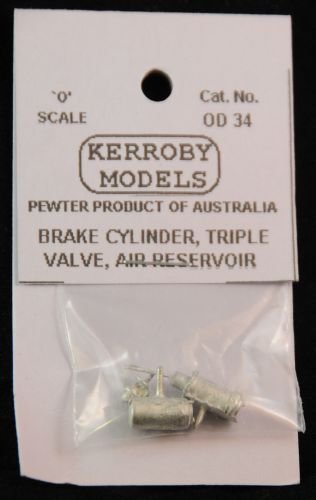 `O' Cat. No.
SCALE OD 34
KERROBY
MODELS
PEWTER PRODUCT OF AUSTRALIA
BRAKE CYLINDER, TRIPLE
VALVE, AIR RESERVOIR